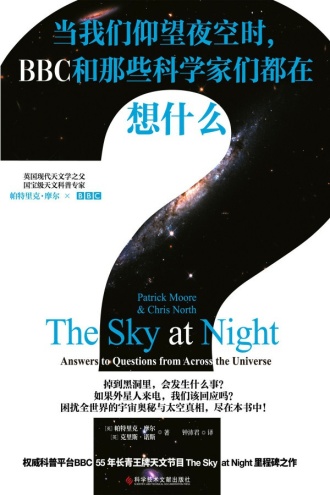 当我们仰望夜空时，
BBC和那些科学家们都在
想什么
英国现代天文学之父
国宝级天文科普专家
帕特里克·摩尔 × BBC
Patrick Moore
& Chris North
The Sky at Night
Answers to Questions from Across the Universe
掉到黑洞里，会发生什么事？
如果外星人来电，我们该回应吗？
困扰全世界的宇宙奥秘与太空真相，尽在本书中！
［英］帕特里克·摩尔
［英］克里斯·诺斯 著 钟沛君 译
权威科普平台BBC 55 年长青王牌天文节目 The Sky at Night 里程碑之作
科学技术文献出版社